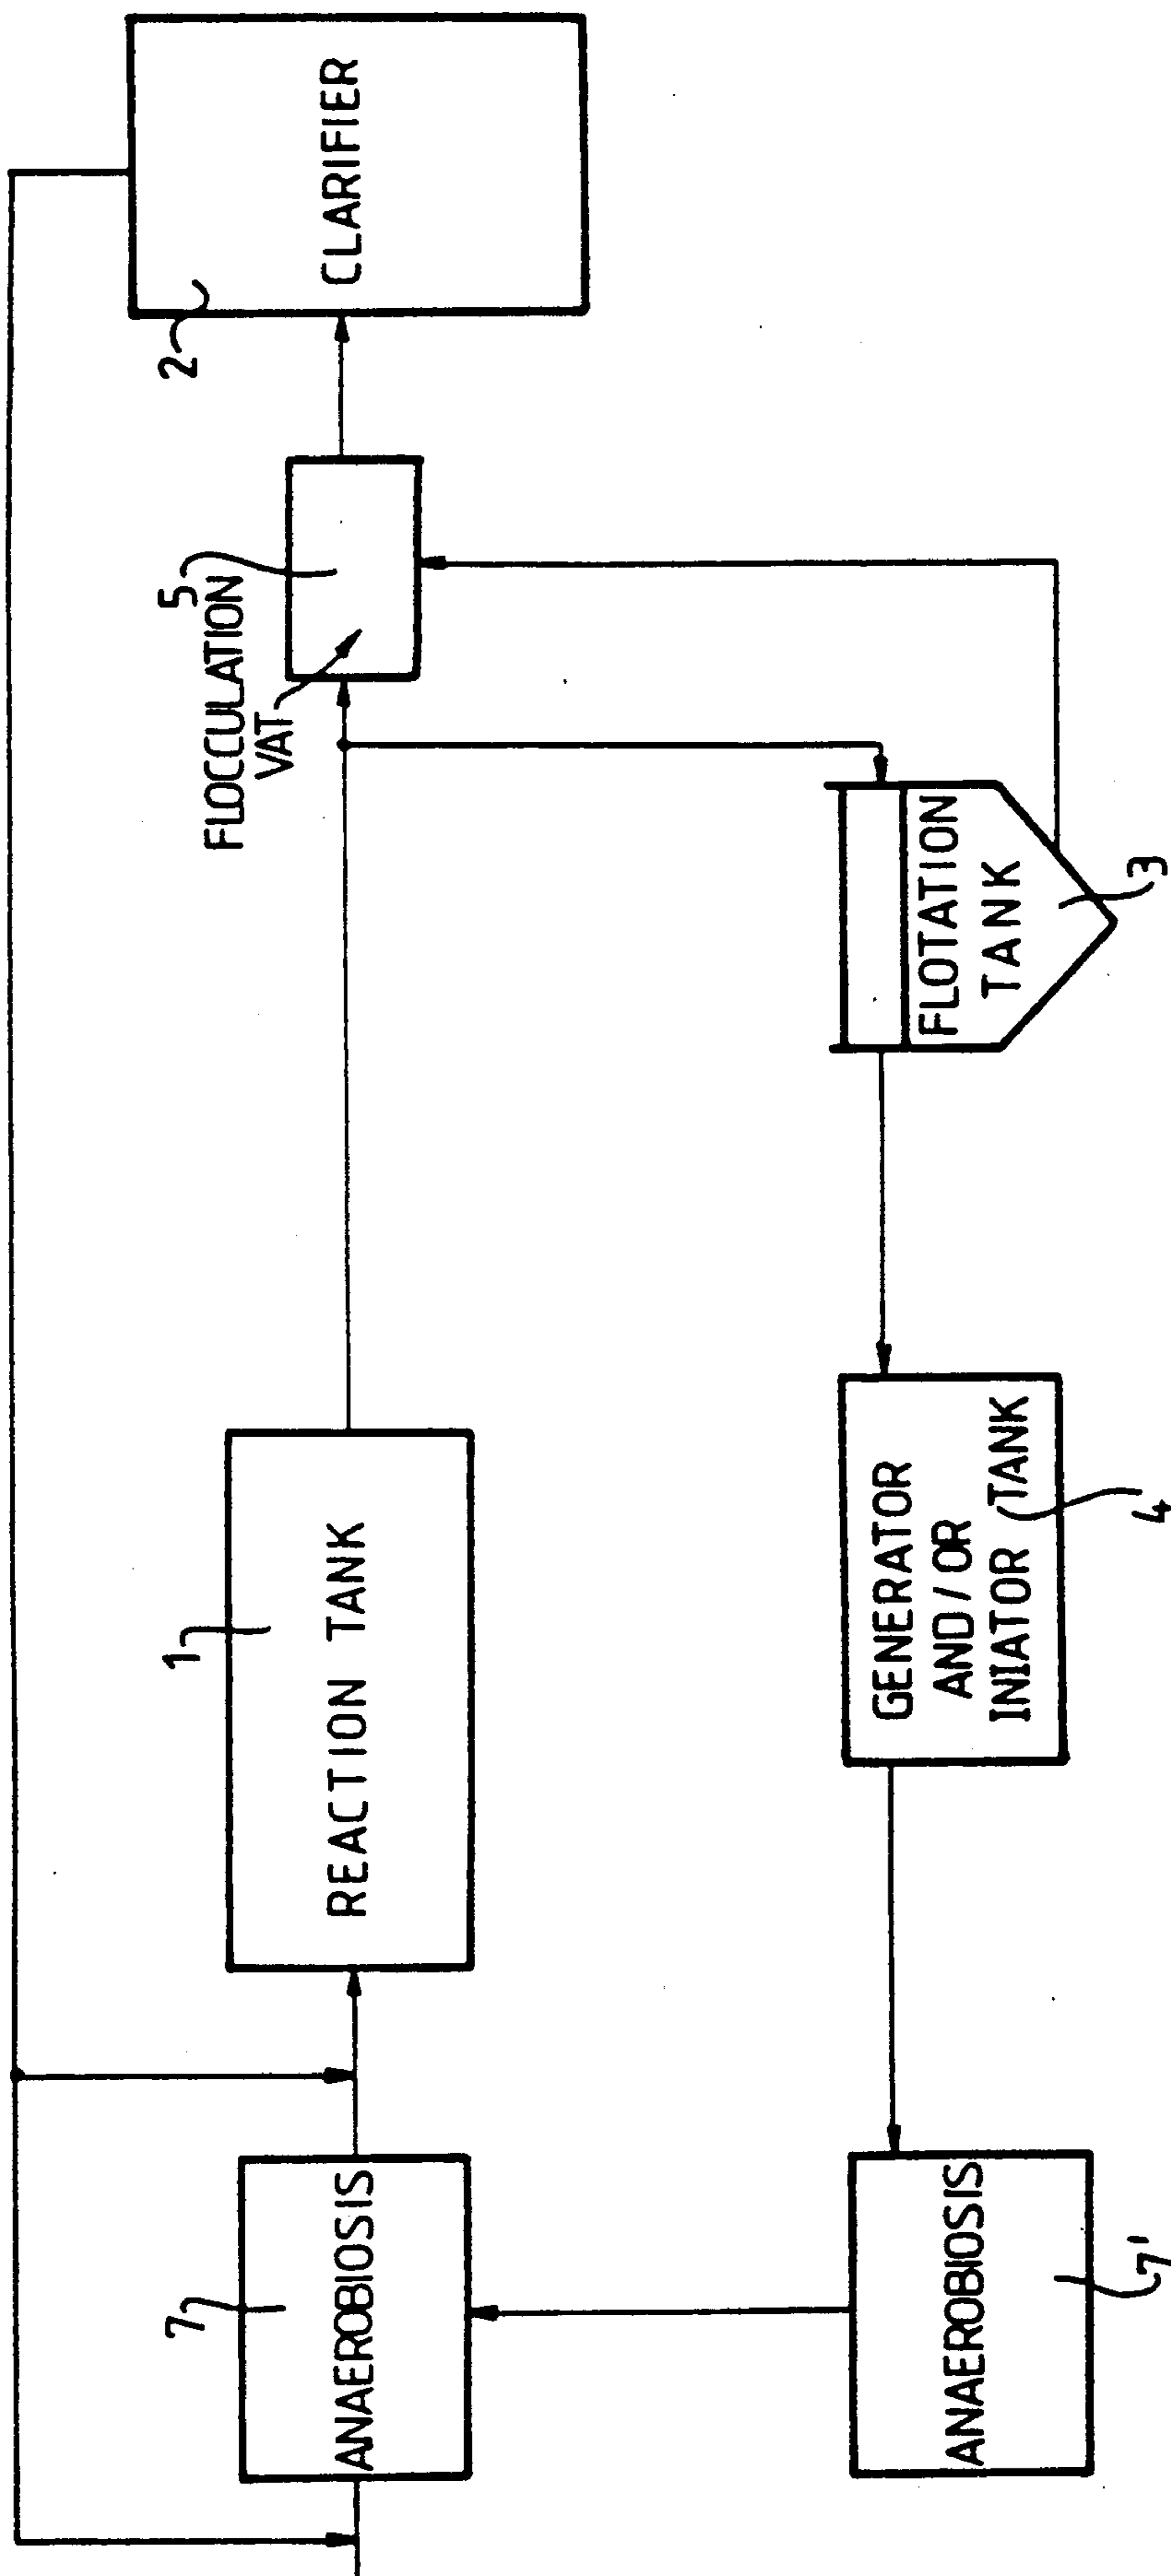 7
ANAEROBIOSIS
1
REACTION TANK
5
FLOCCULATION
VAT
2
CLARIFIER
7'
ANAEROBIOSIS
4
GENERATOR
AND/OR
INIATOR TANK
3
FLOTATION
TANK